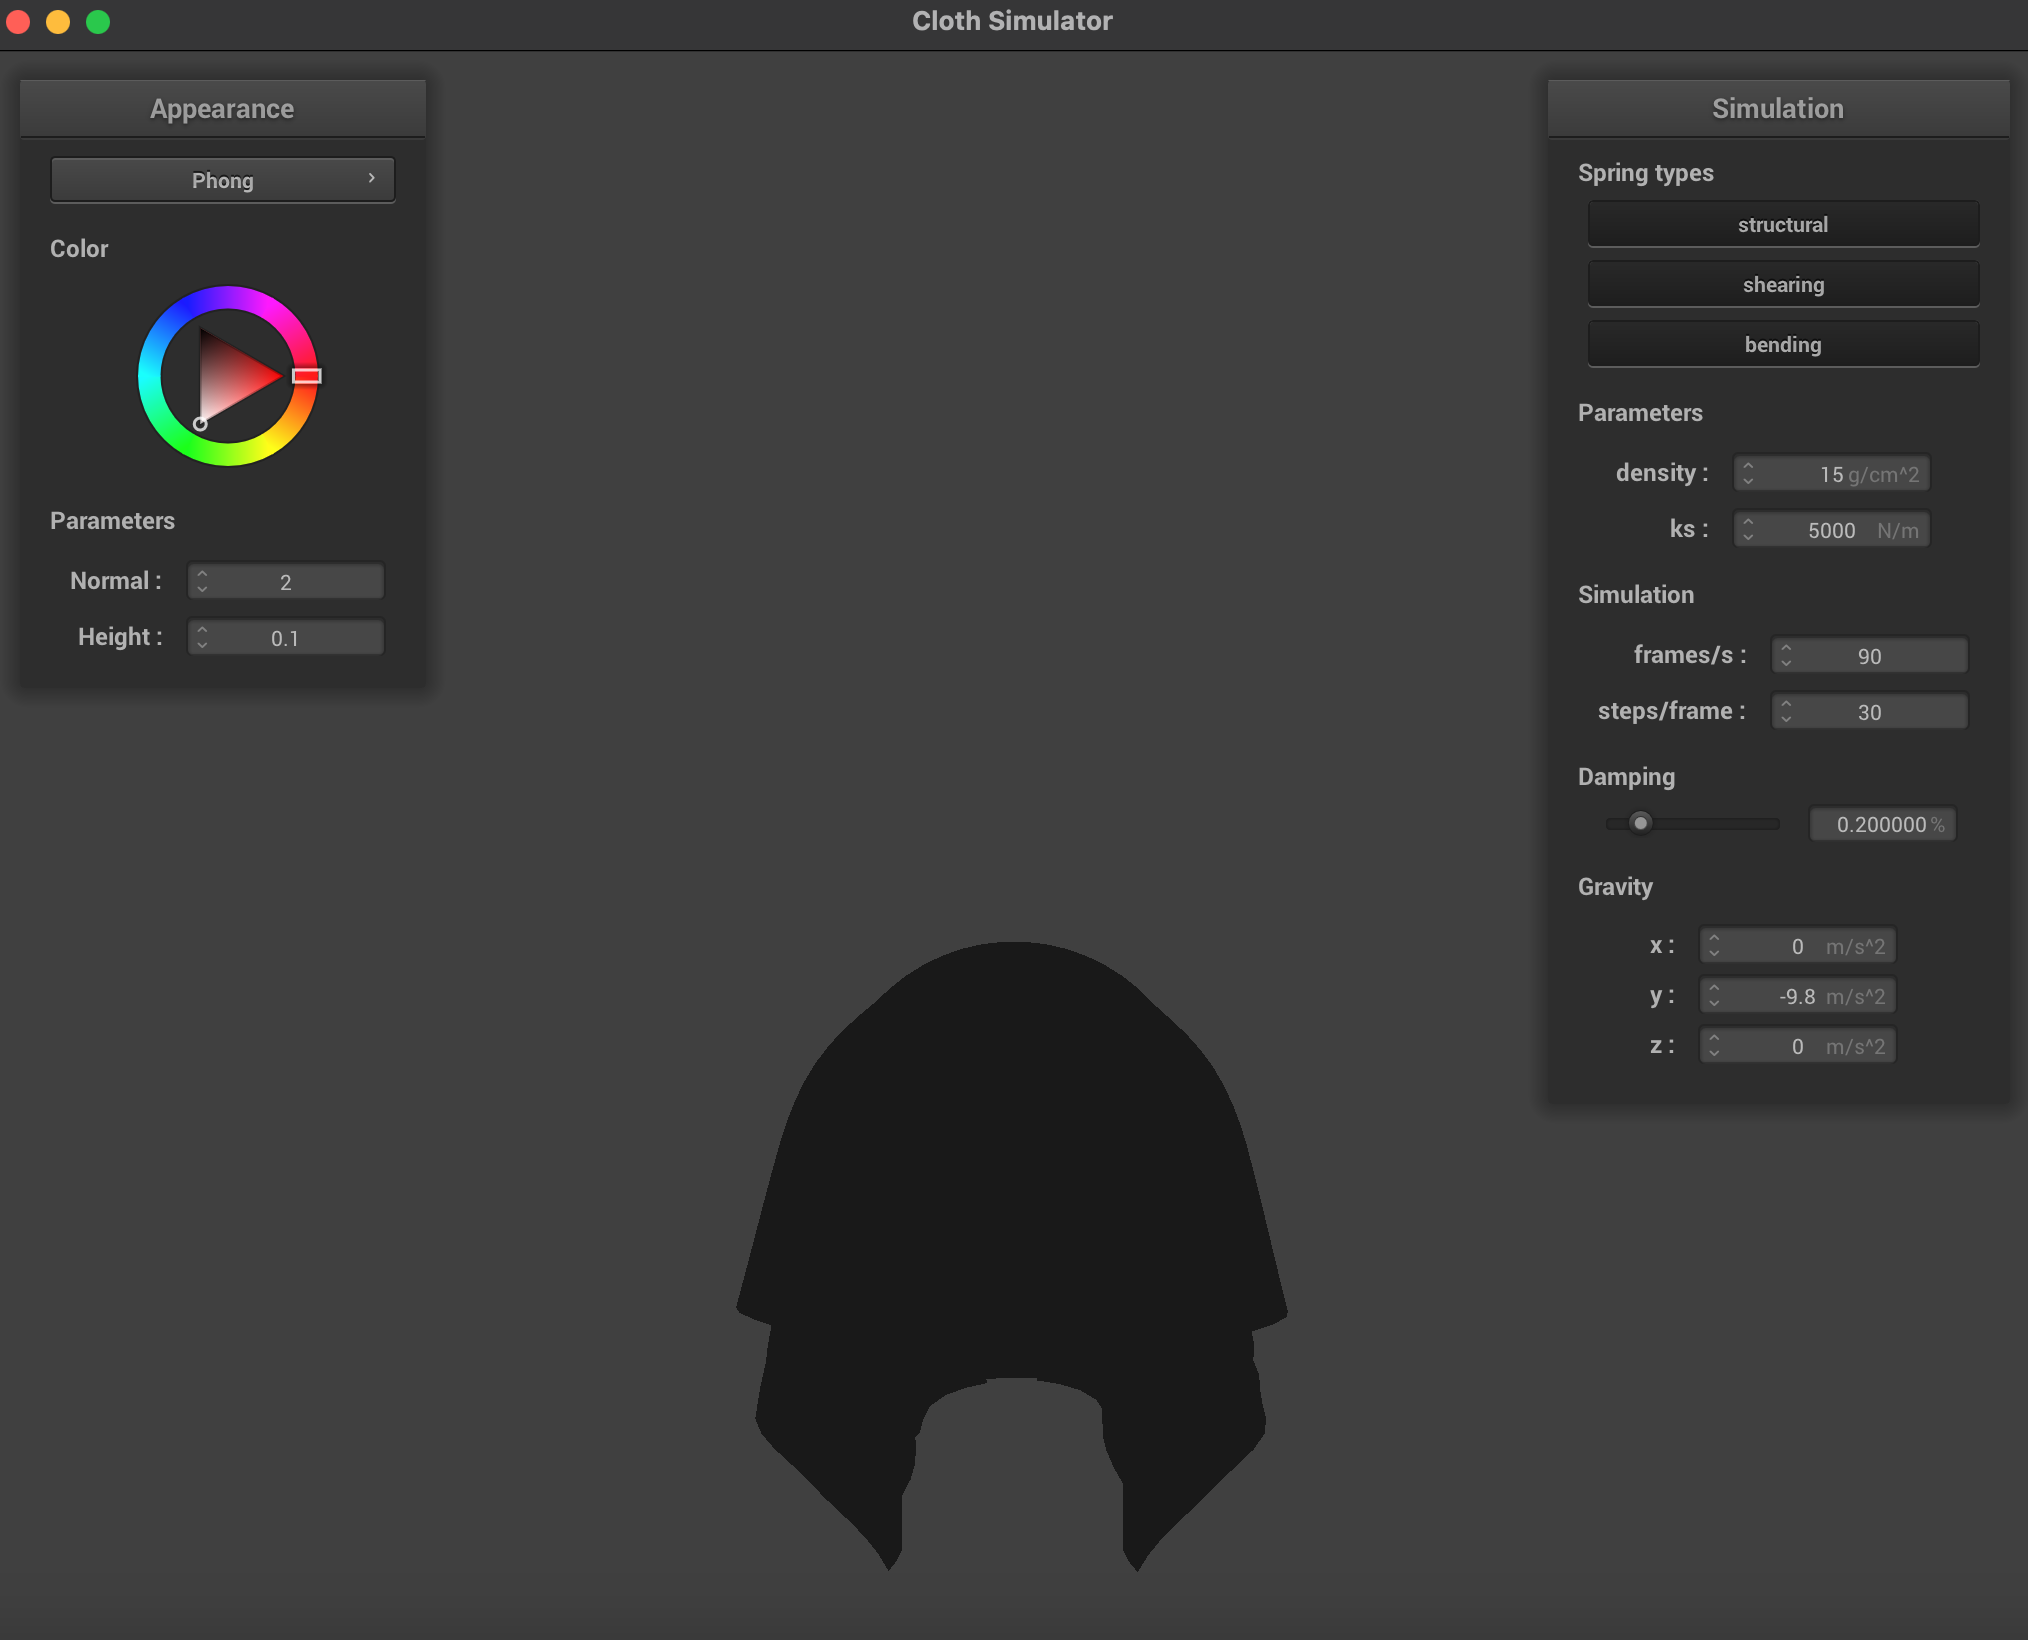 Cloth Simulator
Appearance
Phong
Color
Parameters
Normal : 2
Height : 0.1
Simulation
Spring types
structural
shearing
bending
Parameters
density : 15 g/cm^2
ks : 5000 N/m
Simulation
frames/s : 90
steps/frame : 30
Damping
0.200000 %
Gravity
x : 0 m/s^2
y : -9.8 m/s^2
z : 0 m/s^2